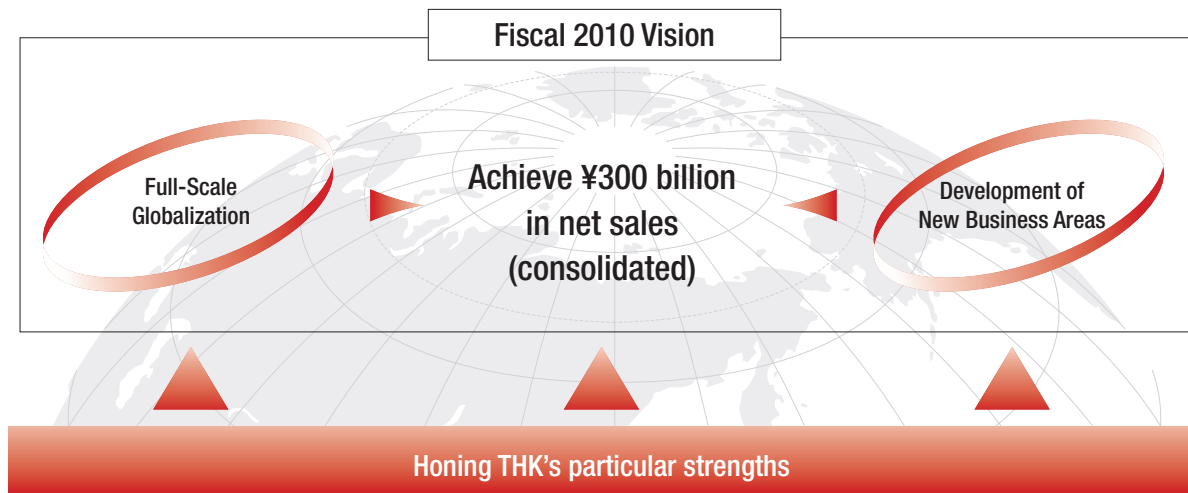 Fiscal 2010 Vision
Full-Scale
Globalization
Achieve ¥300 billion
in net sales
(consolidated)
Development of
New Business Areas
Honing THK's particular strengths